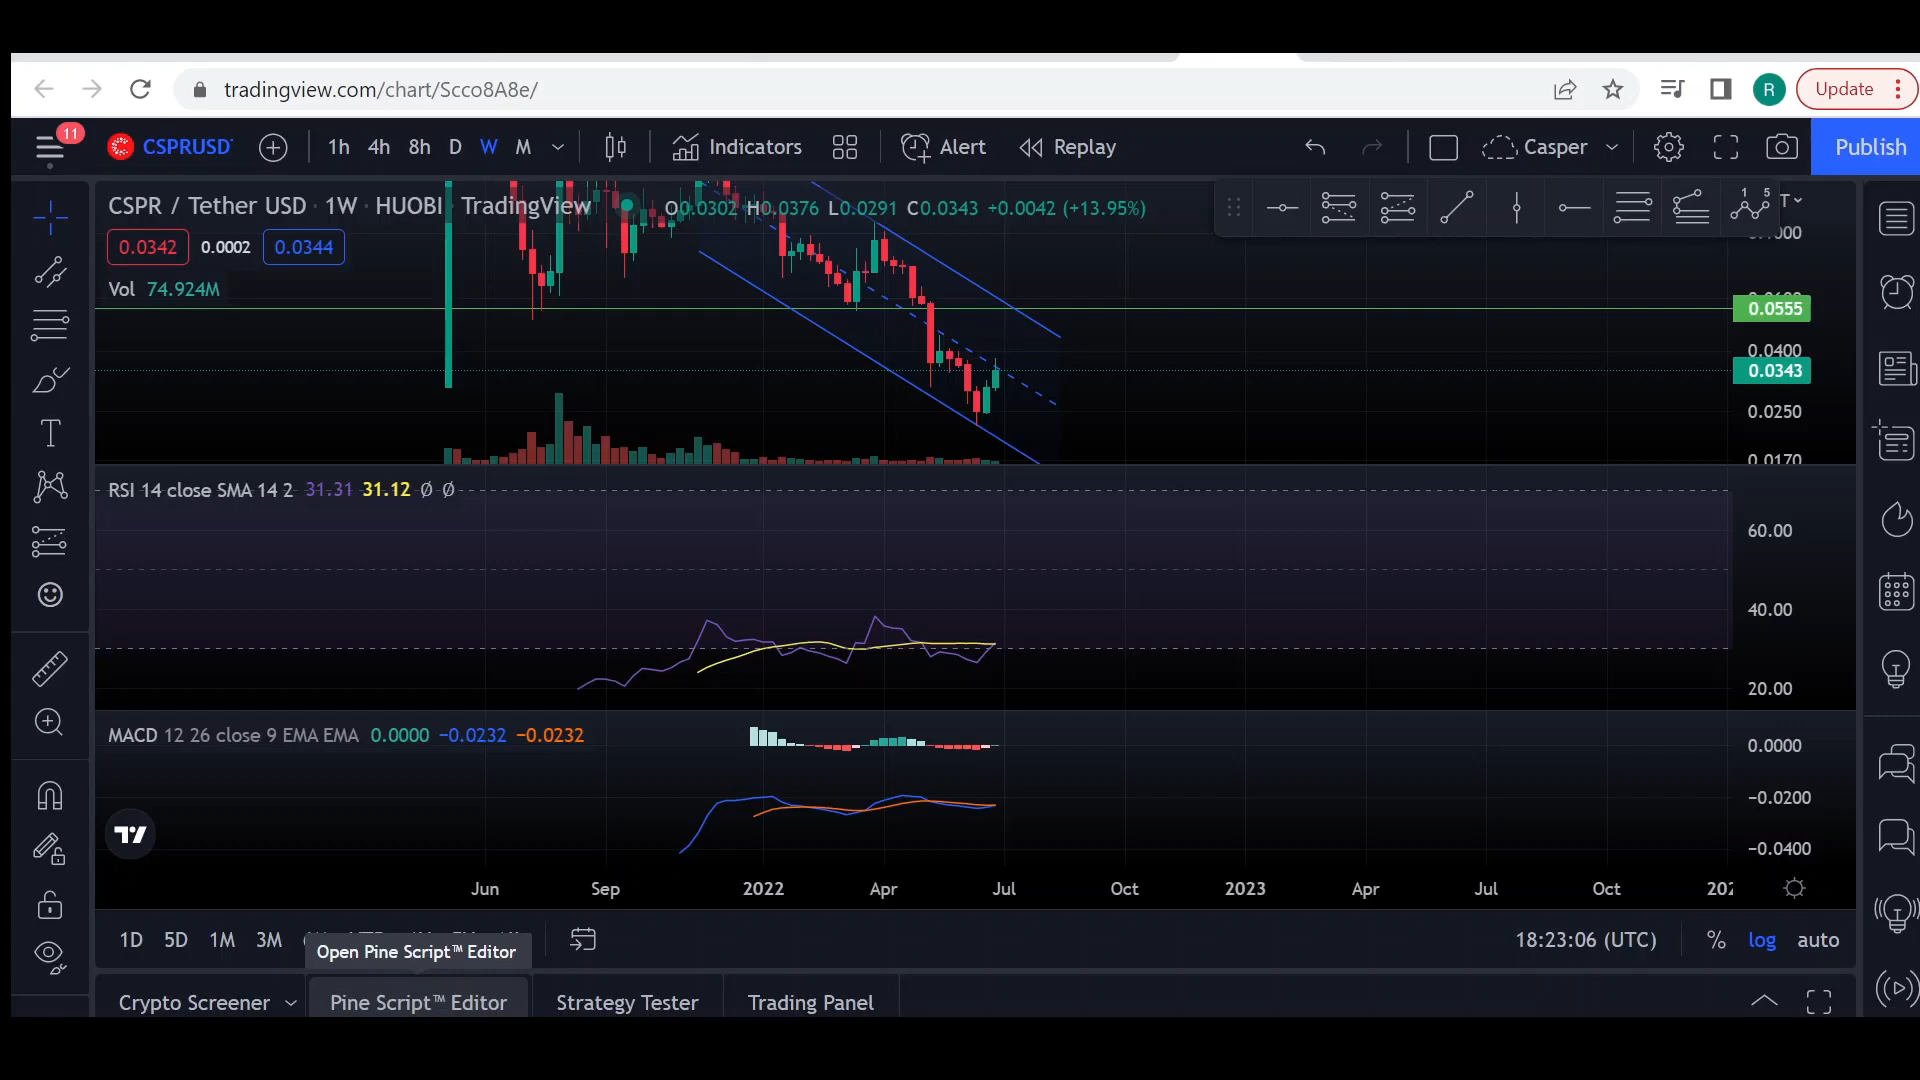 tradingview.com/chart/Scco8A8e/
R
Update
11
CSPRUSD
1h 4h 8h D W M
Indicators
Alert
Replay
Casper
Publish
CSPR / Tether USD · 1W · HUOBI · TradingView
O0.0302 H0.0376 L0.0291 C0.0343 +0.0042 (+13.95%)
1 5
0.0342 0.0002 0.0344
Vol 74.924M
0.0555
0.0400
0.0343
0.0250
0.0170
RSI 14 close SMA 14 2 31.31 31.12 Ø Ø
60.00
40.00
20.00
MACD 12 26 close 9 EMA EMA 0.0000 −0.0232 −0.0232
0.0000
−0.0200
−0.0400
Jun Sep 2022 Apr Jul Oct 2023 Apr Jul Oct
1D 5D 1M 3M
18:23:06 (UTC) % log auto
Open Pine Script™ Editor
Crypto Screener Pine Script™ Editor Strategy Tester Trading Panel